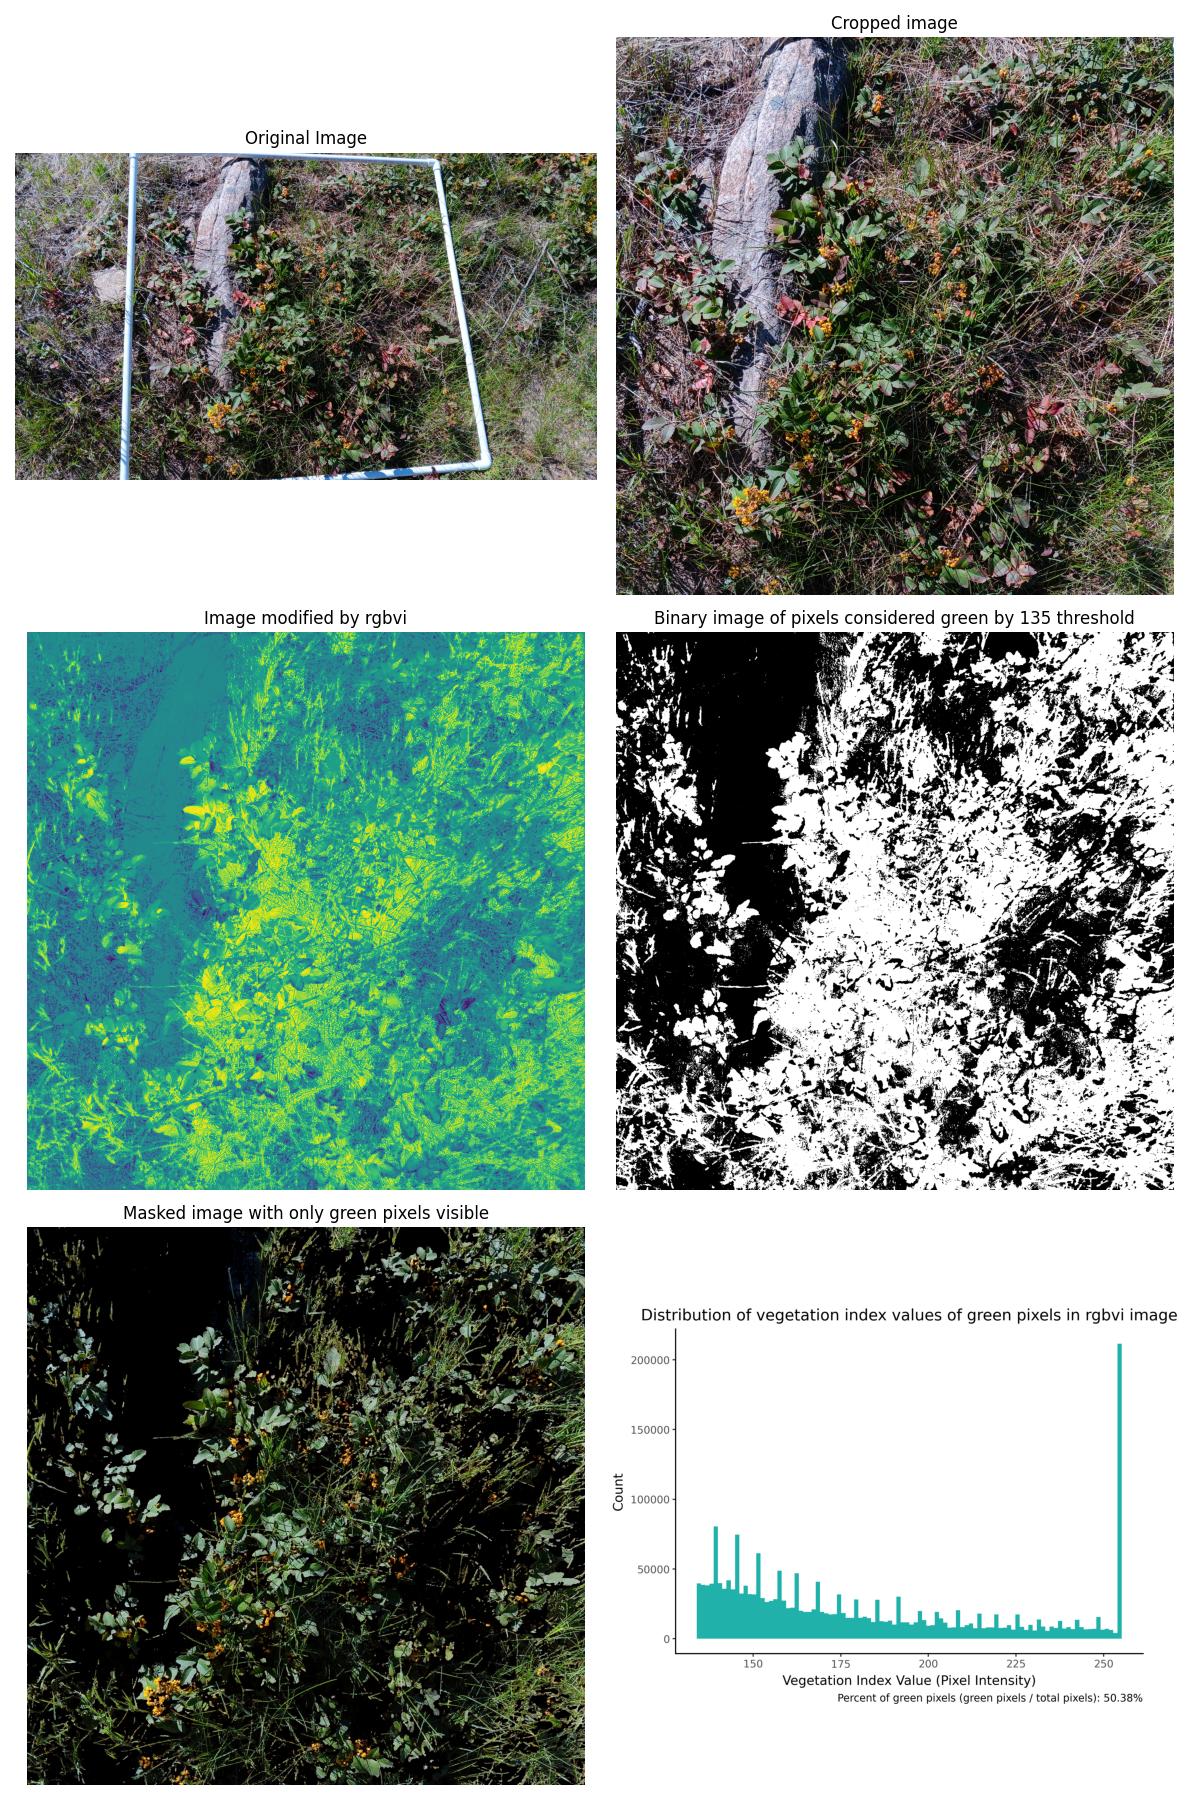 Original Image
Cropped image
Image modified by rgbvi
Binary image of pixels considered green by 135 threshold
Masked image with only green pixels visible
Distribution of vegetation index values of green pixels in rgbvi image
200000
150000
100000
50000
0
Count
150
175
200
225
250
Vegetation Index Value (Pixel Intensity)
Percent of green pixels (green pixels / total pixels): 50.38%